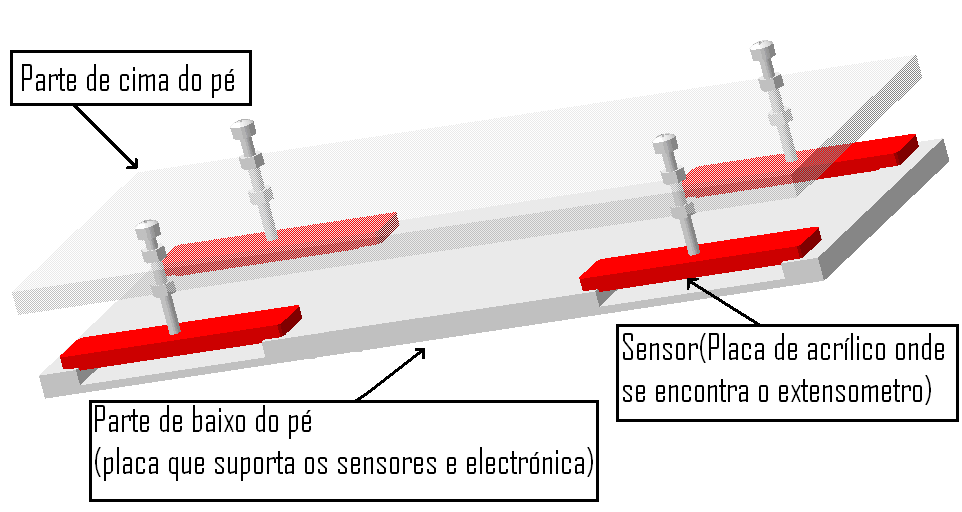 Parte de cima do pé
Sensor(Placa de acrílico onde
se encontra o extensometro)
Parte de baixo do pé
(placa que suporta os sensores e electrónica)